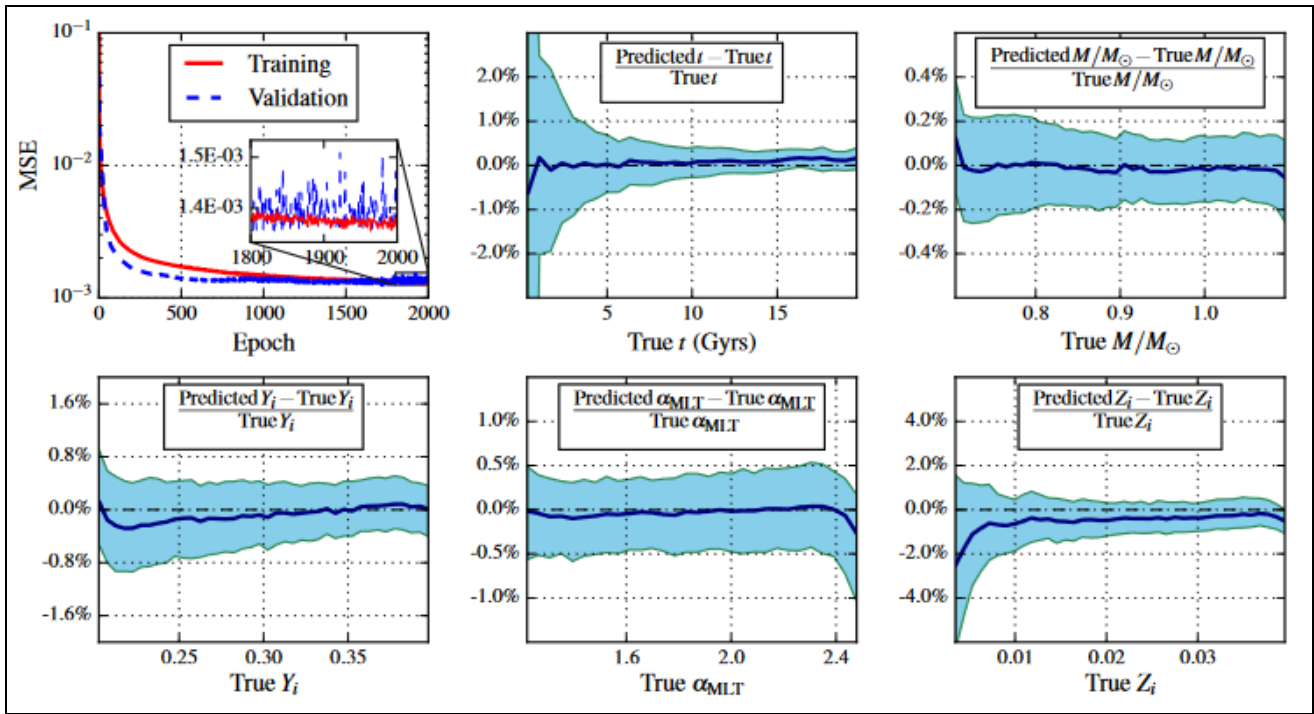 10⁻¹
10⁻²
10⁻³
MSE
Training
Validation
1.5E-03
1.4E-03
1800 1900 2000
0 500 1000 1500 2000
Epoch
Predicted t − True t
True t
2.0%
1.0%
0.0%
-1.0%
-2.0%
5 10 15
True t (Gyrs)
Predicted M/M⊙ − True M/M⊙
True M/M⊙
0.4%
0.2%
0.0%
-0.2%
-0.4%
0.8 0.9 1.0
True M/M⊙
Predicted Yᵢ − True Yᵢ
True Yᵢ
1.6%
0.8%
0.0%
-0.8%
-1.6%
0.25 0.30 0.35
True Yᵢ
Predicted α_MLT − True α_MLT
True α_MLT
1.0%
0.5%
0.0%
-0.5%
-1.0%
1.6 2.0 2.4
True α_MLT
Predicted Zᵢ − True Zᵢ
True Zᵢ
4.0%
2.0%
0.0%
-2.0%
-4.0%
0.01 0.02 0.03
True Zᵢ